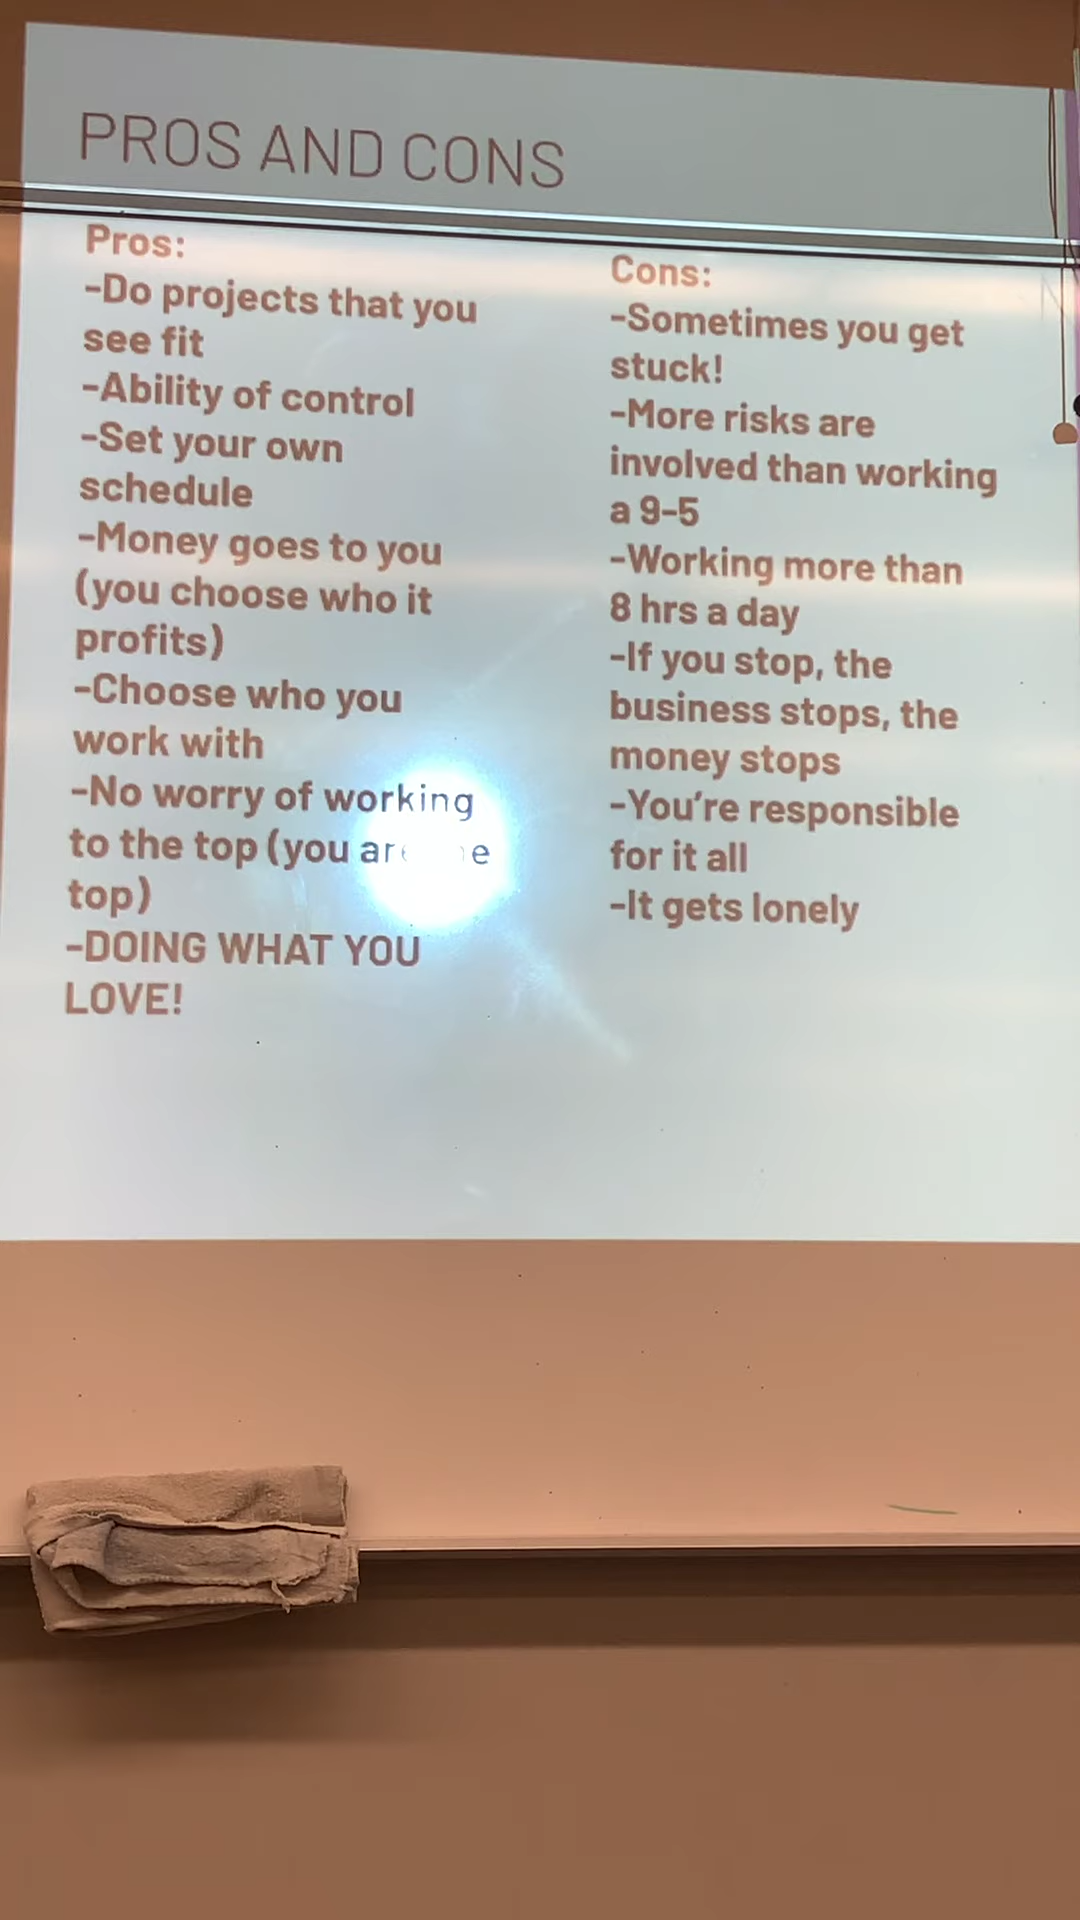 PROS AND CONS
Pros:
-Do projects that you
see fit
-Ability of control
-Set your own
schedule
-Money goes to you
(you choose who it
profits)
-Choose who you
work with
-No worry of working
to the top (you
top)
-DOING WHAT YOU
LOVE!
Cons:
-Sometimes you get
stuck!
-More risks are
involved than working
a 9-5
-Working more than
8 hrs a day
-If you stop, the
business stops, the
money stops
-You're responsible
for it all
-It gets lonely